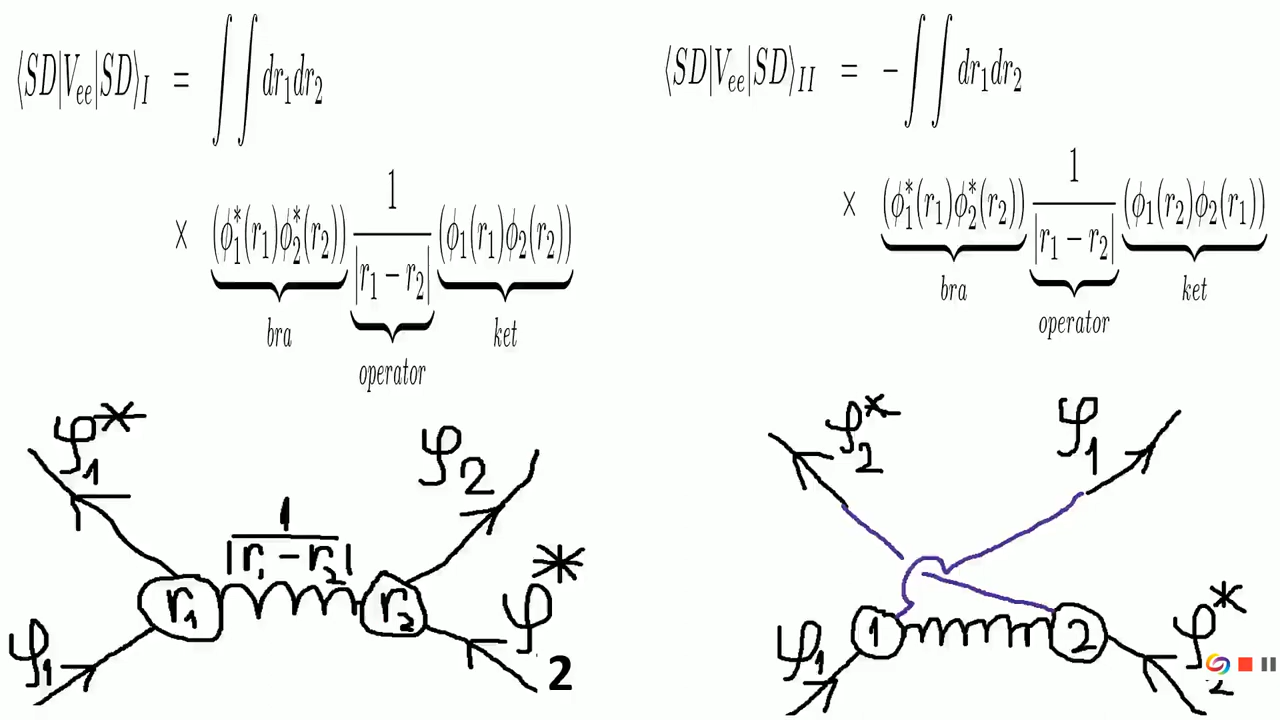 ⟨SD|V_ee|SD⟩_I = ∫∫ dr_1 dr_2
× (φ_1^*(r_1)φ_2^*(r_2)) 1/|r_1 − r_2| (φ_1(r_1)φ_2(r_2))
bra
operator
ket
φ_1^*
φ_2
1/|r_1 − r_2|
r_1
r_2
φ_1
φ_2^*
⟨SD|V_ee|SD⟩_II = − ∫∫ dr_1 dr_2
× (φ_1^*(r_1)φ_2^*(r_2)) 1/|r_1 − r_2| (φ_1(r_2)φ_2(r_1))
bra
operator
ket
φ_2^*
φ_1
1
2
φ_1
φ_2^*